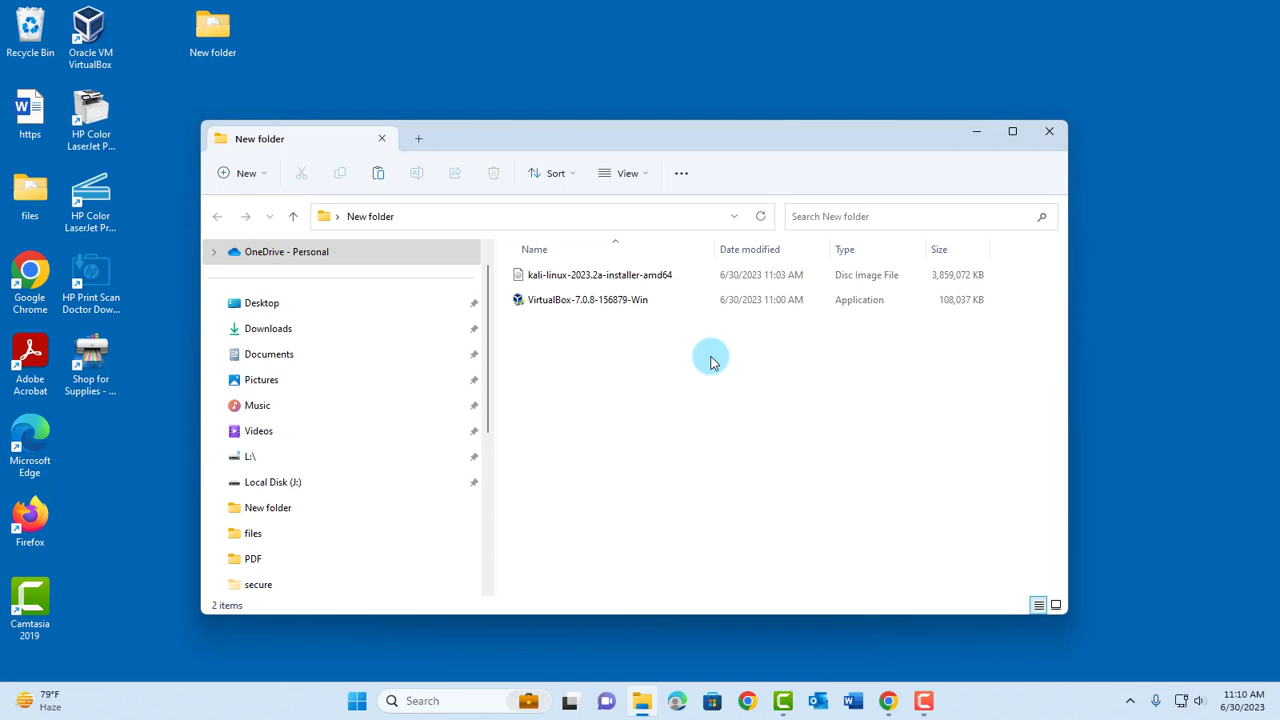 Recycle Bin
Oracle VM
VirtualBox
New folder
https
HP Color
LaserJet P...
files
HP Color
LaserJet Pr...
Google
Chrome
HP Print Scan
Doctor Dow...
Adobe
Acrobat
Shop for
Supplies - ...
Microsoft
Edge
Firefox
Camtasia
2019
New folder
New
Sort
View
New folder
Search New folder
OneDrive - Personal
Desktop
Downloads
Documents
Pictures
Music
Videos
L:\
Local Disk (J:)
New folder
files
PDF
secure
Name Date modified Type Size
kali-linux-2023.2a-installer-amd64 6/30/2023 11:03 AM Disc Image File 3,859,072 KB
VirtualBox-7.0.8-156879-Win 6/30/2023 11:00 AM Application 108,037 KB
2 items
79°F
Haze
Search
11:10 AM
6/30/2023